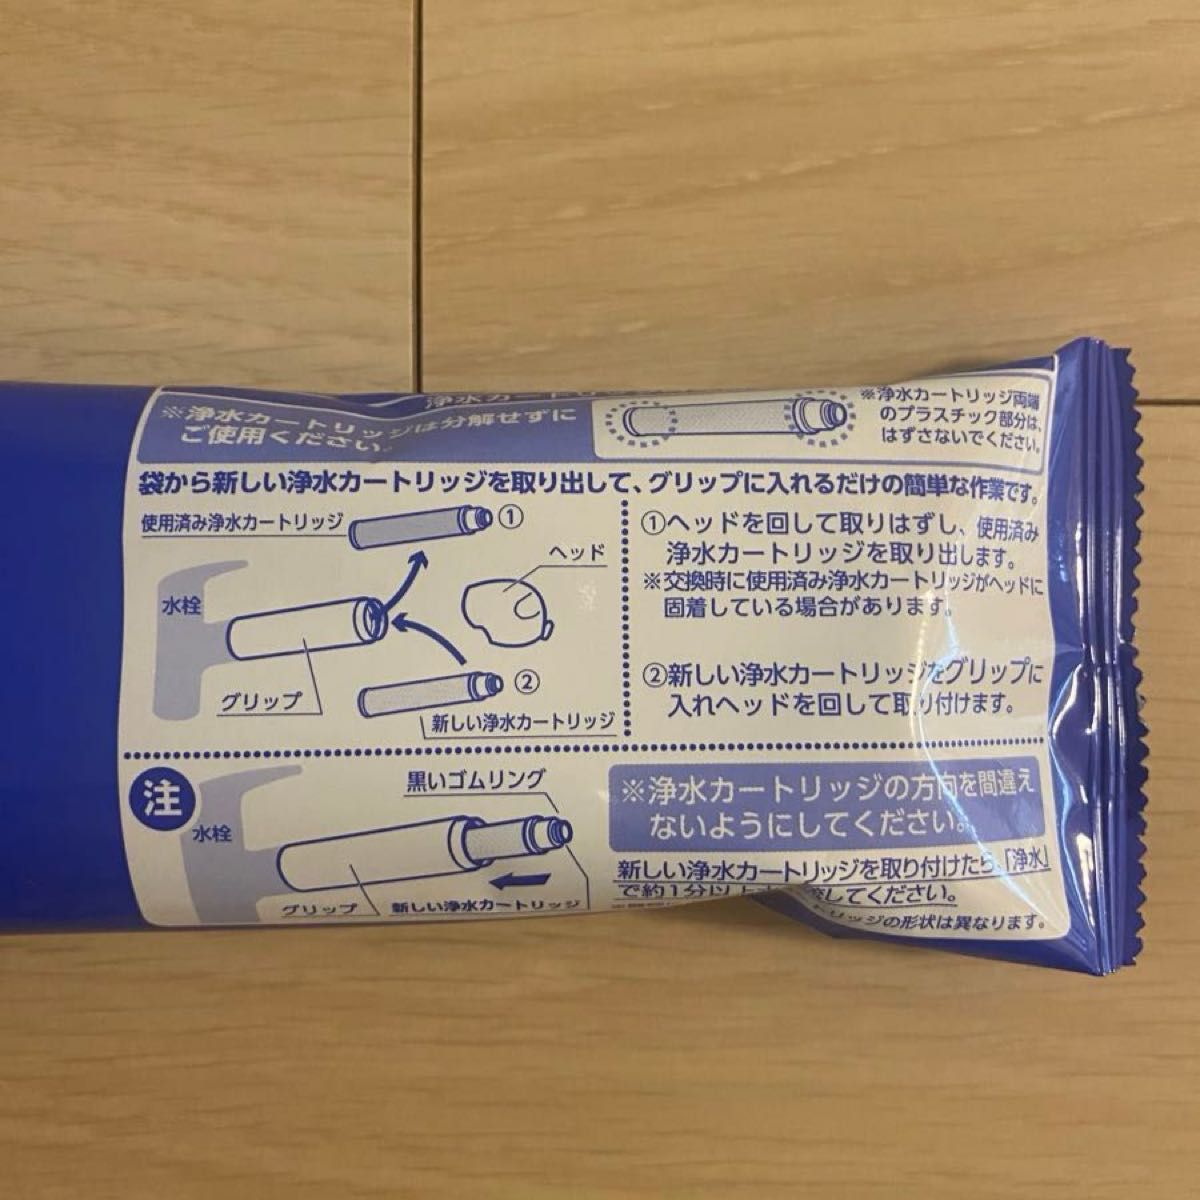 浄水カートリッジ
※浄水カートリッジは分解せずに
ご使用ください。
※浄水カートリッジ両端
のプラスチック部分は、
はずさないでください。
袋から新しい浄水カートリッジを取り出して、グリップに入れるだけの簡単な作業です。
使用済み浄水カートリッジ
①
ヘッド
水栓
グリップ
②
新しい浄水カートリッジ
①ヘッドを回して取りはずし、使用済み
浄水カートリッジを取り出します。
※交換時に使用済み浄水カートリッジがヘッドに
固着している場合があります。
②新しい浄水カートリッジをグリップに
入れヘッドを回して取り付けます。
注
黒いゴムリング
水栓
グリップ
新しい浄水カートリッジ
※浄水カートリッジの方向を間違え
ないようにしてください。
新しい浄水カートリッジを取り付けたら、「浄水」
で約1分以上してください。
トリッジの形状は異なります。